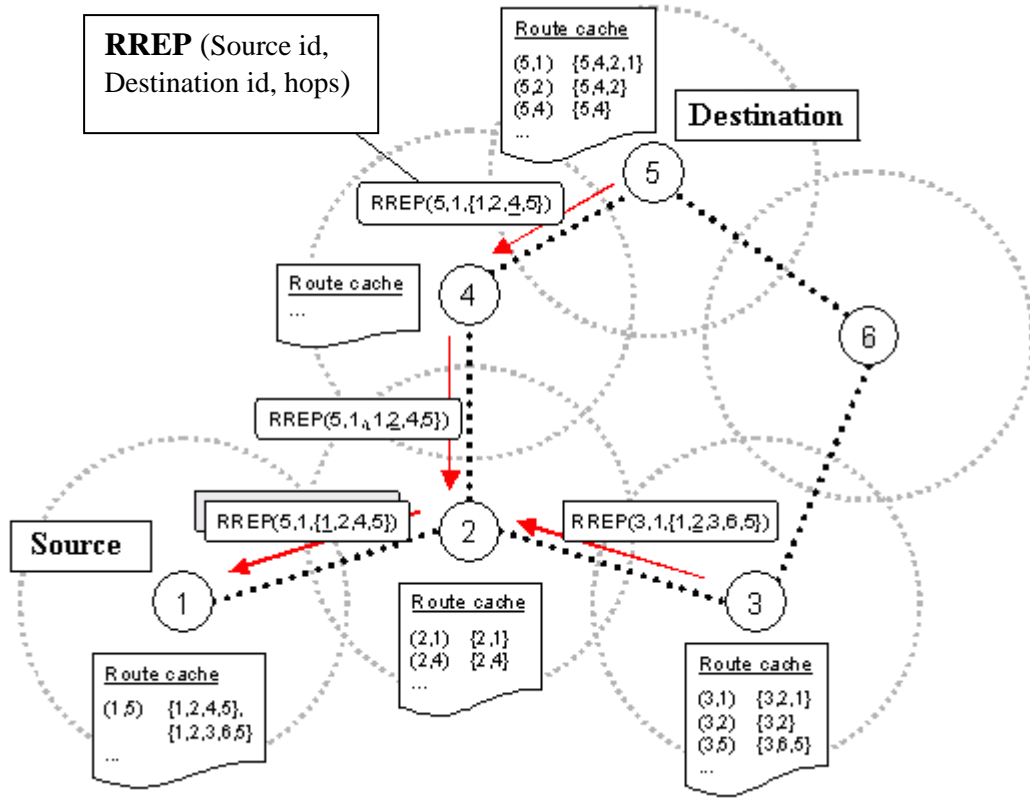 RREP (Source id,
Destination id, hops)
Route cache
(5,1) {5,4,2,1}
(5,2) {5,4,2}
(5,4) {5,4}
...
Destination
5
RREP(5,1,{1,2,4,5})
Route cache
...
4
6
RREP(5,1,{1,2,4,5})
RREP(5,1,{1,2,4,5})
2
RREP(3,1,{1,2,3,6,5})
Source
1
3
Route cache
(2,1) {2,1}
(2,4) {2,4}
...
Route cache
(1,5) {1,2,4,5},
{1,2,3,6,5}
...
Route cache
(3,1) {3,2,1}
(3,2) {3,2}
(3,5) {3,6,5}
...